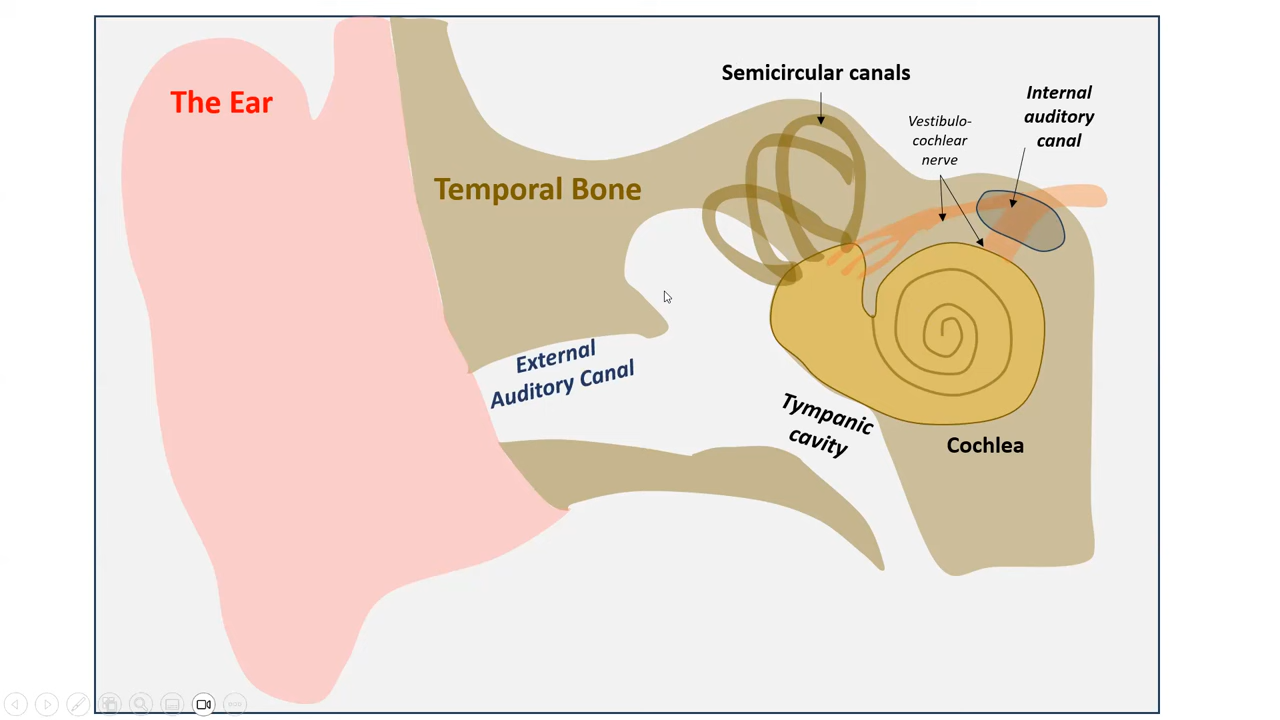 Semicircular canals
The Ear
Internal
auditory
canal
Vestibulo-
cochlear
nerve
Temporal Bone
External
Auditory Canal
Tympanic
cavity
Cochlea